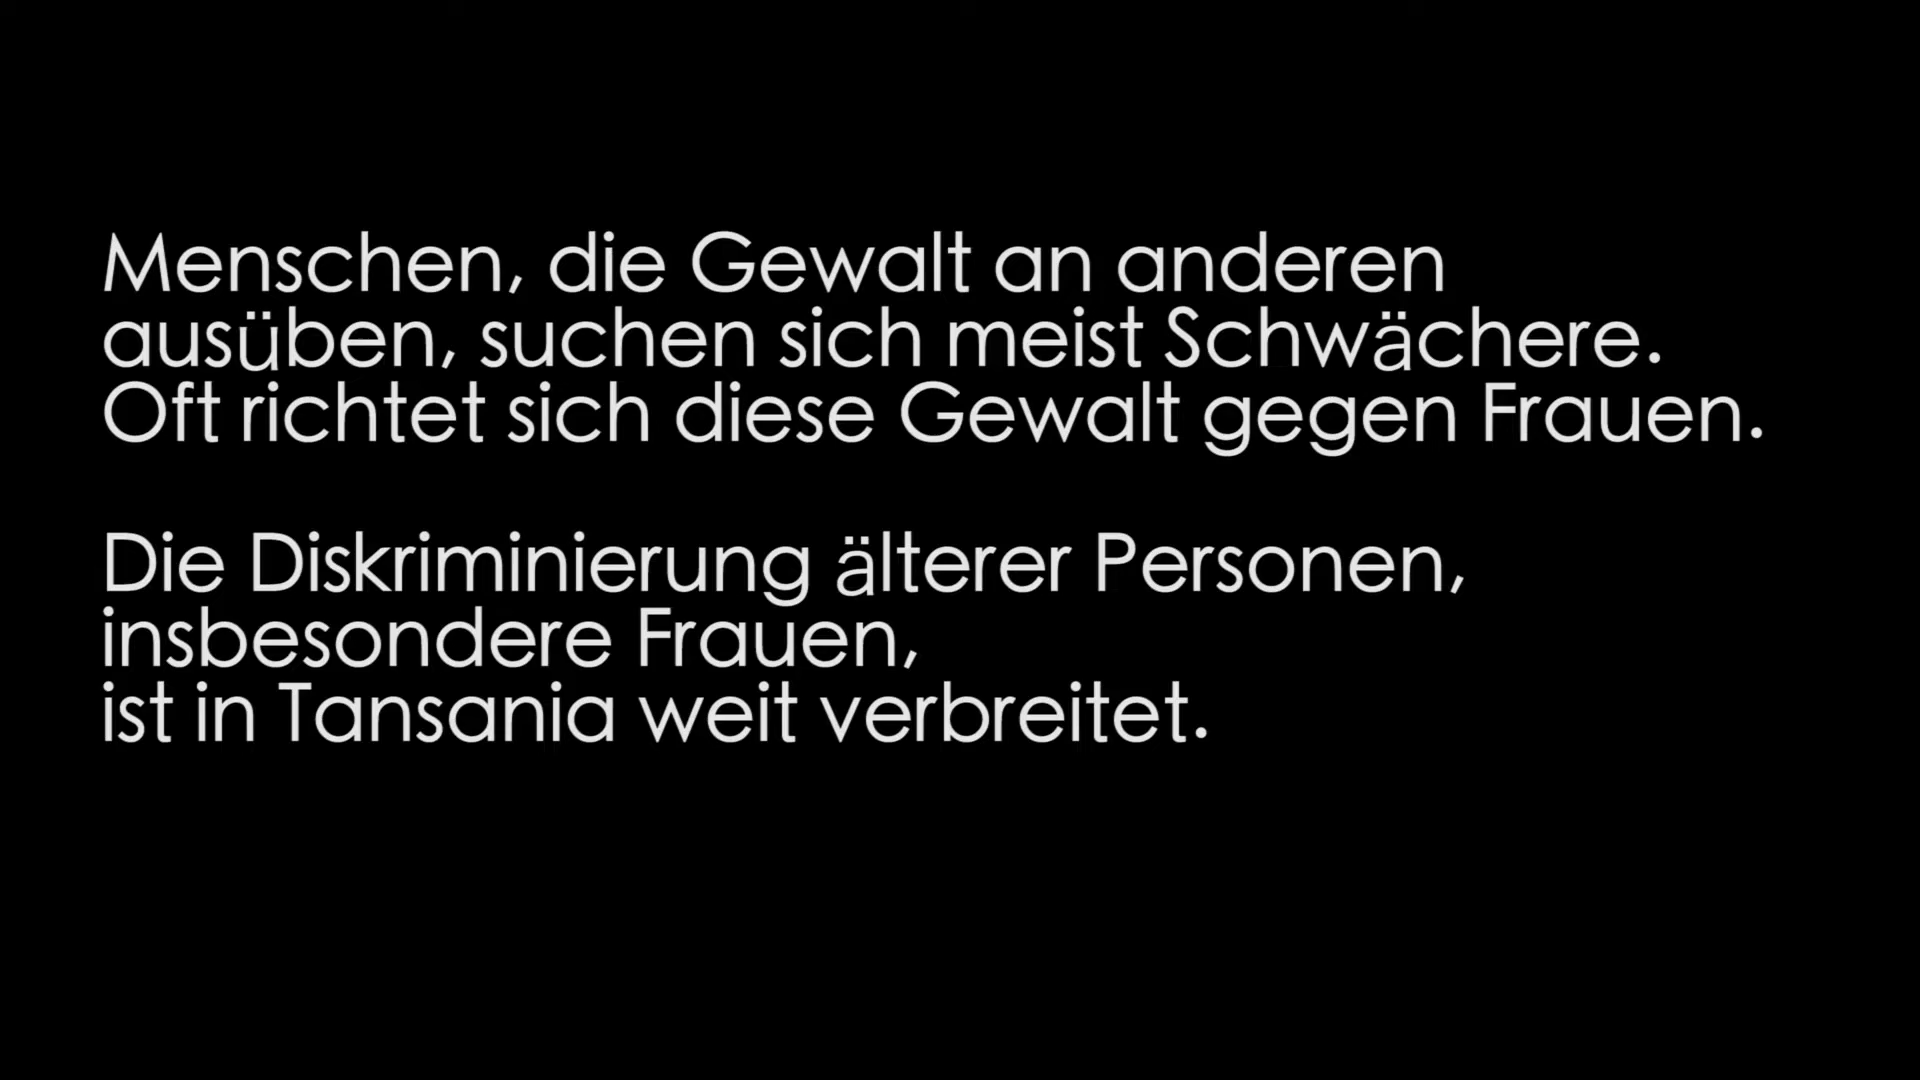 Menschen, die Gewalt an anderen
ausüben, suchen sich meist Schwächere.
Oft richtet sich diese Gewalt gegen Frauen.
Die Diskriminierung älterer Personen,
insbesondere Frauen,
ist in Tansania weit verbreitet.